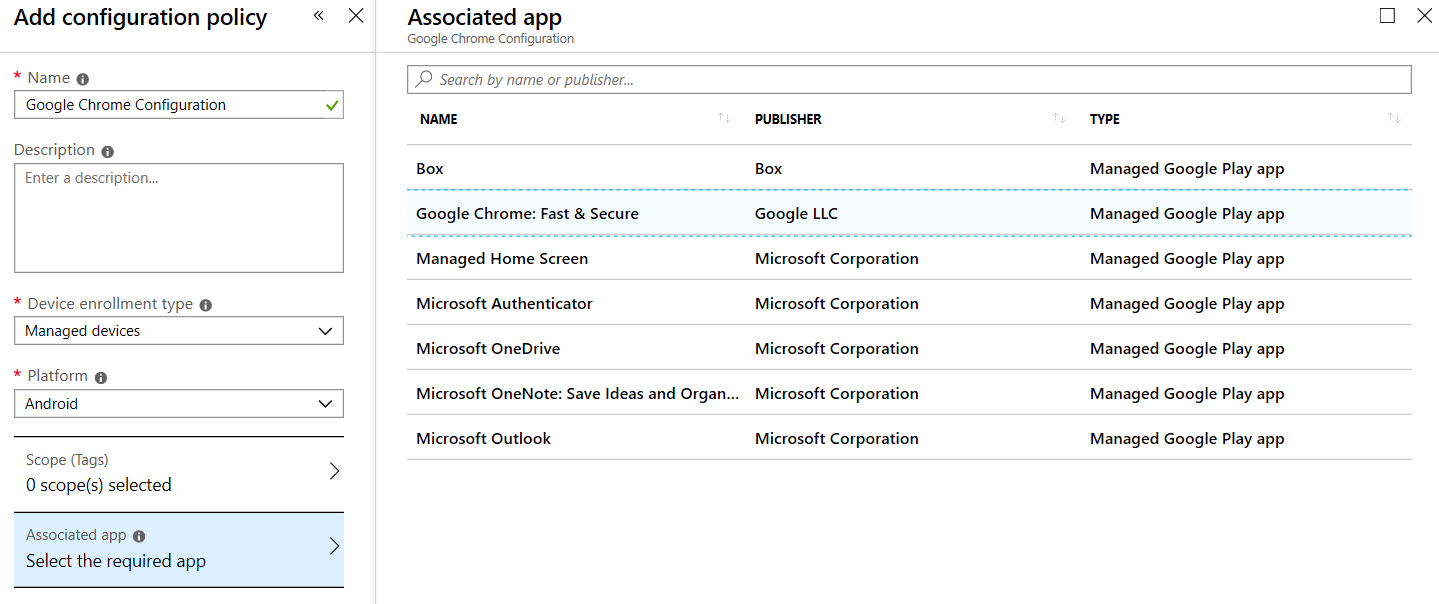 Add configuration policy
* Name
Google Chrome Configuration
Description
Enter a description...
* Device enrollment type
Managed devices
* Platform
Android
Scope (Tags)
0 scope(s) selected
Associated app
Select the required app
Associated app
Google Chrome Configuration
Search by name or publisher...
NAME PUBLISHER TYPE
Box Box Managed Google Play app
Google Chrome: Fast & Secure Google LLC Managed Google Play app
Managed Home Screen Microsoft Corporation Managed Google Play app
Microsoft Authenticator Microsoft Corporation Managed Google Play app
Microsoft OneDrive Microsoft Corporation Managed Google Play app
Microsoft OneNote: Save Ideas and Organ... Microsoft Corporation Managed Google Play app
Microsoft Outlook Microsoft Corporation Managed Google Play app